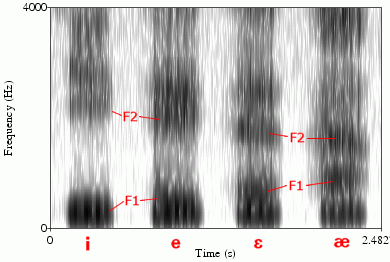 4000
Frequency (Hz)
F2
F2
F1
F1
0
0
2.482
i e ɛ æ
Time (s)